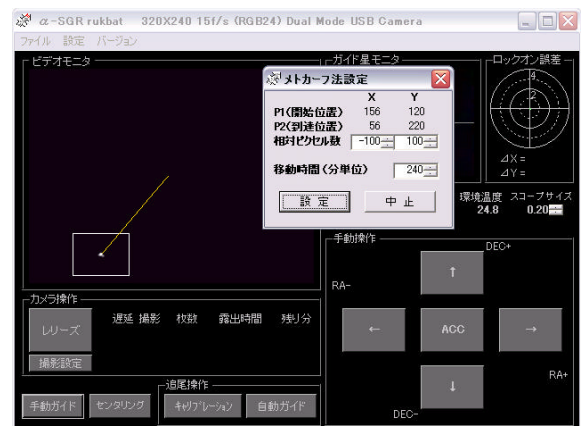 α-SGR rukbat 320X240 15f/s (RGB24) Dual Mode USB Camera
ファイル 設定 バージョン
ビデオモニタ
ガイド星モニタ
ロックオン誤差
4
2
⊿X=
⊿Y=
メトカーフ法設定
X Y
P1(開始位置) 156 120
P2(到達位置) 56 220
相対ピクセル数 -100 100
移動時間(分単位) 240
設 定 中 止
環境温度 スコープサイズ
24.8 0.20
手動操作
DEC+
RA-
↑
← ACC →
↓
RA+
DEC-
カメラ操作
レリーズ
遅延 撮影 枚数 露出時間 残り分
撮影設定
手動ガイド センタリング
追尾操作
キャリブレーション 自動ガイド